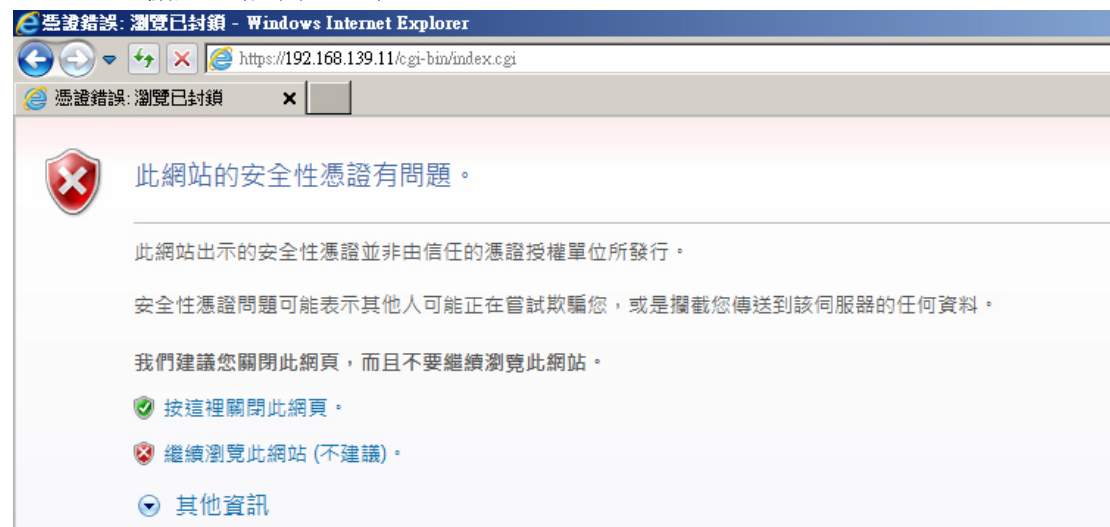 憑證錯誤: 瀏覽已封鎖 - Windows Internet Explorer
https://192.168.139.11/cgi-bin/index.cgi
憑證錯誤: 瀏覽已封鎖
此網站的安全性憑證有問題。
此網站出示的安全性憑證並非由信任的憑證授權單位所發行。
安全性憑證問題可能表示其他人可能正在嘗試欺騙您，或是攔截您傳送到該伺服器的任何資料。
我們建議您關閉此網頁，而且不要繼續瀏覽此網站。
按這裡關閉此網頁。
繼續瀏覽此網站 (不建議)。
其他資訊